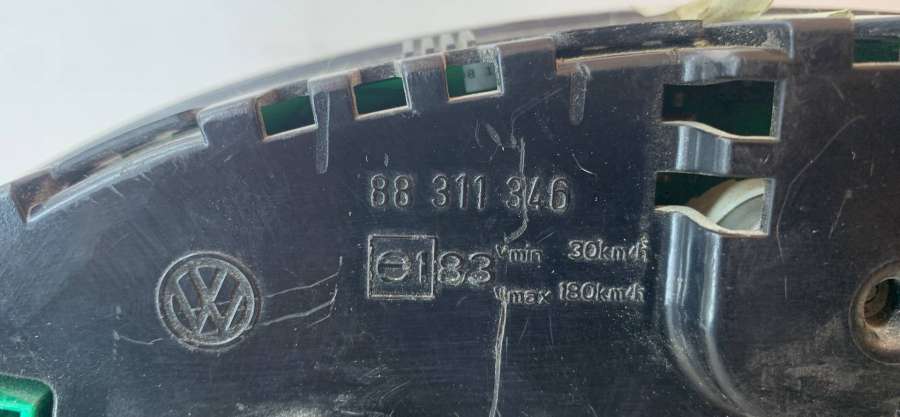 88 311 346
e1 83 Vmin 30km/h
Vmax 180km/h
VW